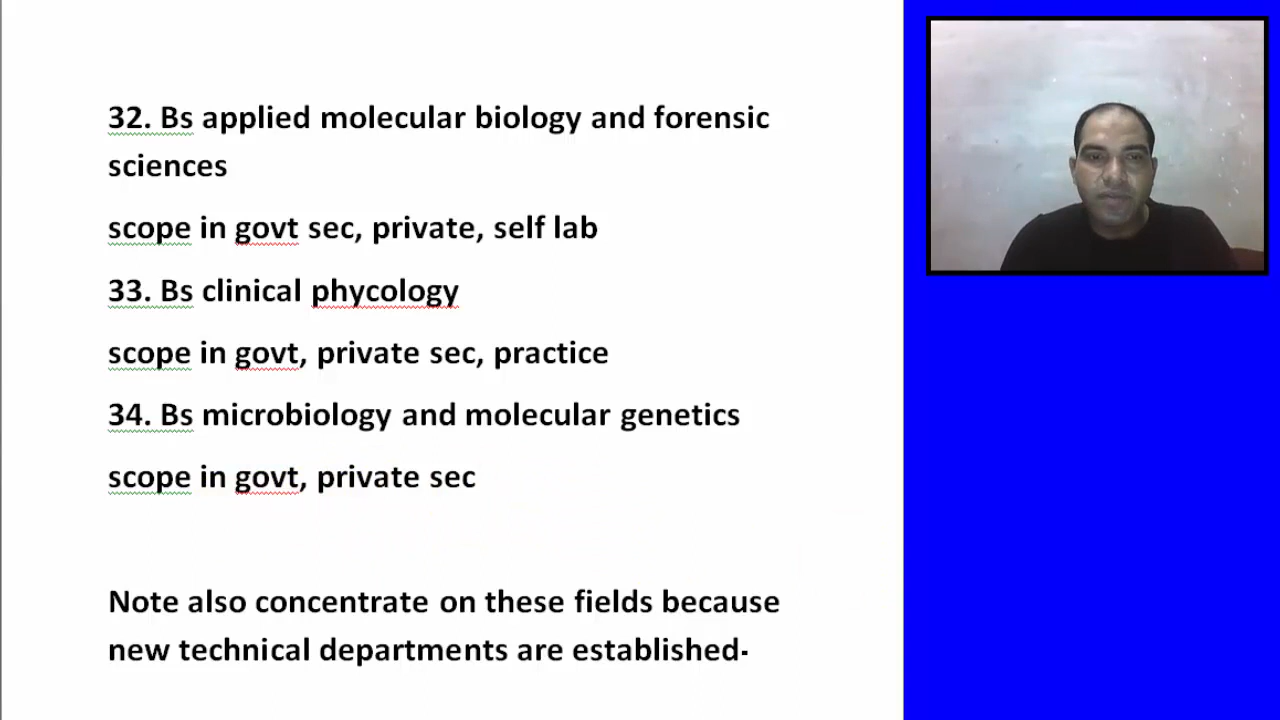 32. Bs applied molecular biology and forensic
sciences
scope in govt sec, private, self lab
33. Bs clinical phycology
scope in govt, private sec, practice
34. Bs microbiology and molecular genetics
scope in govt, private sec
Note also concentrate on these fields because
new technical departments are established-